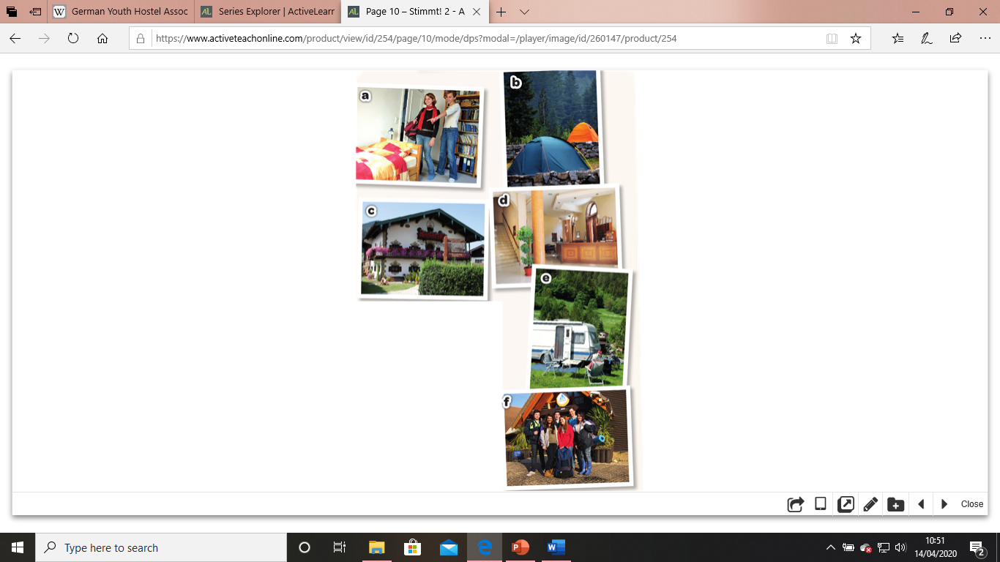 German Youth Hostel Assoc
Series Explorer | ActiveLearn
Page 10 – Stimmt! 2 - A
https://www.activeteachonline.com/product/view/id/254/page/10/mode/dps?modal=/player/image/id/260147/product/254
a
b
c
d
e
f
Close
Type here to search
10:51
14/04/2020
2